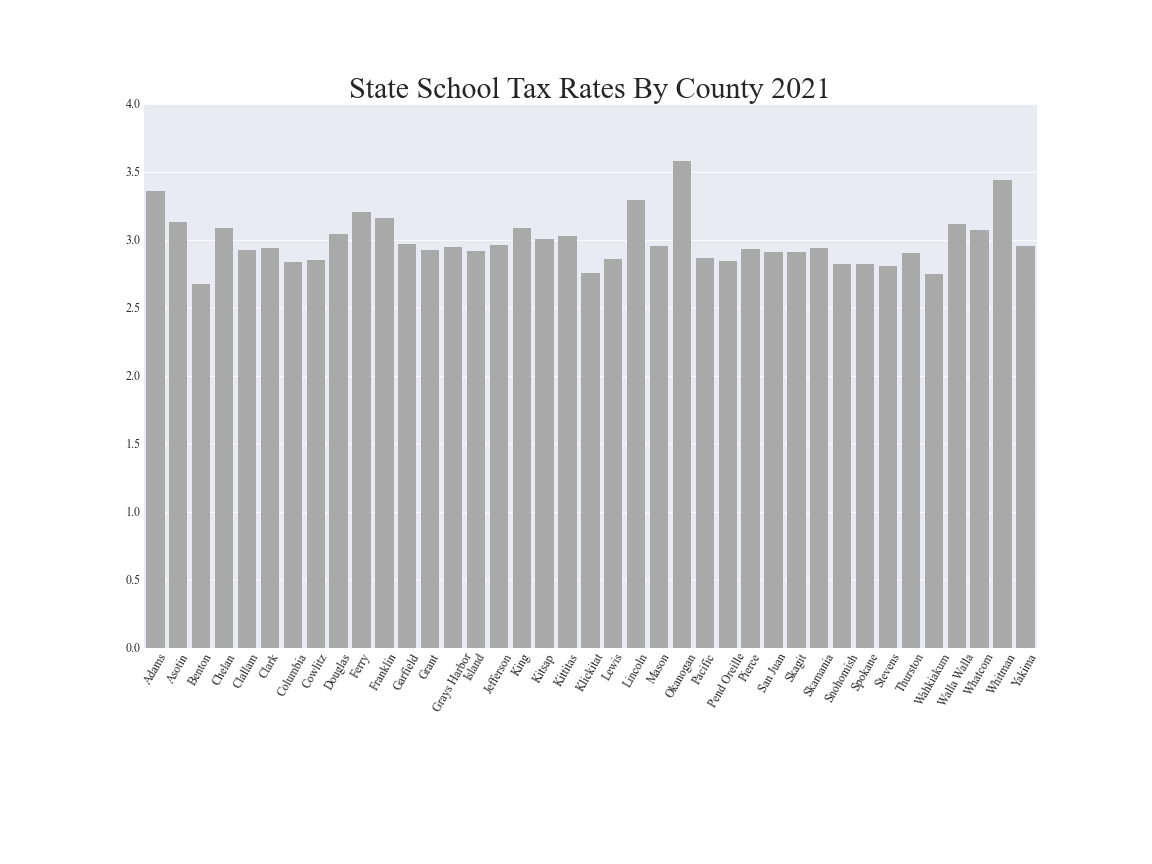 State School Tax Rates By County 2021
4.0
3.5
3.0
2.5
2.0
1.5
1.0
0.5
0.0
Adams
Asotin
Benton
Chelan
Clallam
Clark
Columbia
Cowlitz
Douglas
Ferry
Franklin
Garfield
Grant
Grays Harbor
Island
Jefferson
King
Kitsap
Kittitas
Klickitat
Lewis
Lincoln
Mason
Okanogan
Pacific
Pend Oreille
Pierce
San Juan
Skagit
Skamania
Snohomish
Spokane
Stevens
Thurston
Wahkiakum
Walla Walla
Whatcom
Whitman
Yakima